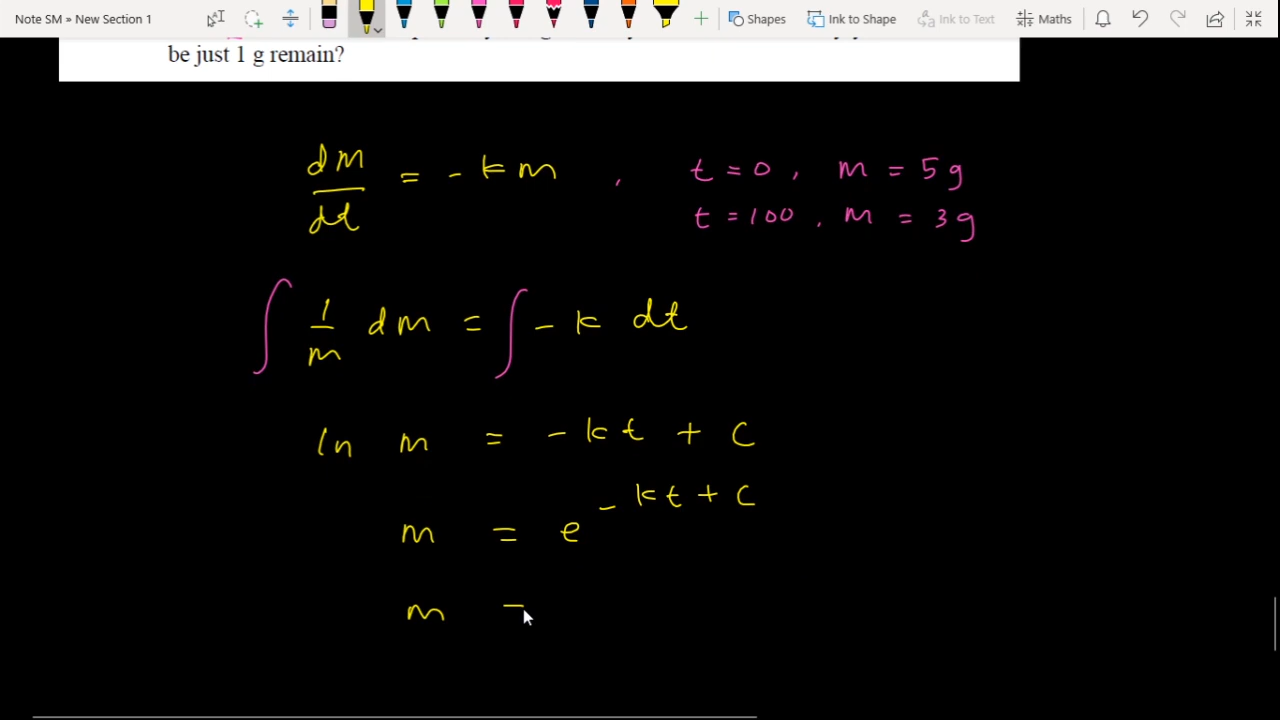 Note SM » New Section 1 Shapes Ink to Shape Ink to Text Maths
be just 1 g remain?
dm/dt = -km , t = 0 , m = 5g
t = 100 , m = 3g
∫ 1/m dm = ∫ -k dt
ln m = -kt + c
m = e^(-kt + c)
m